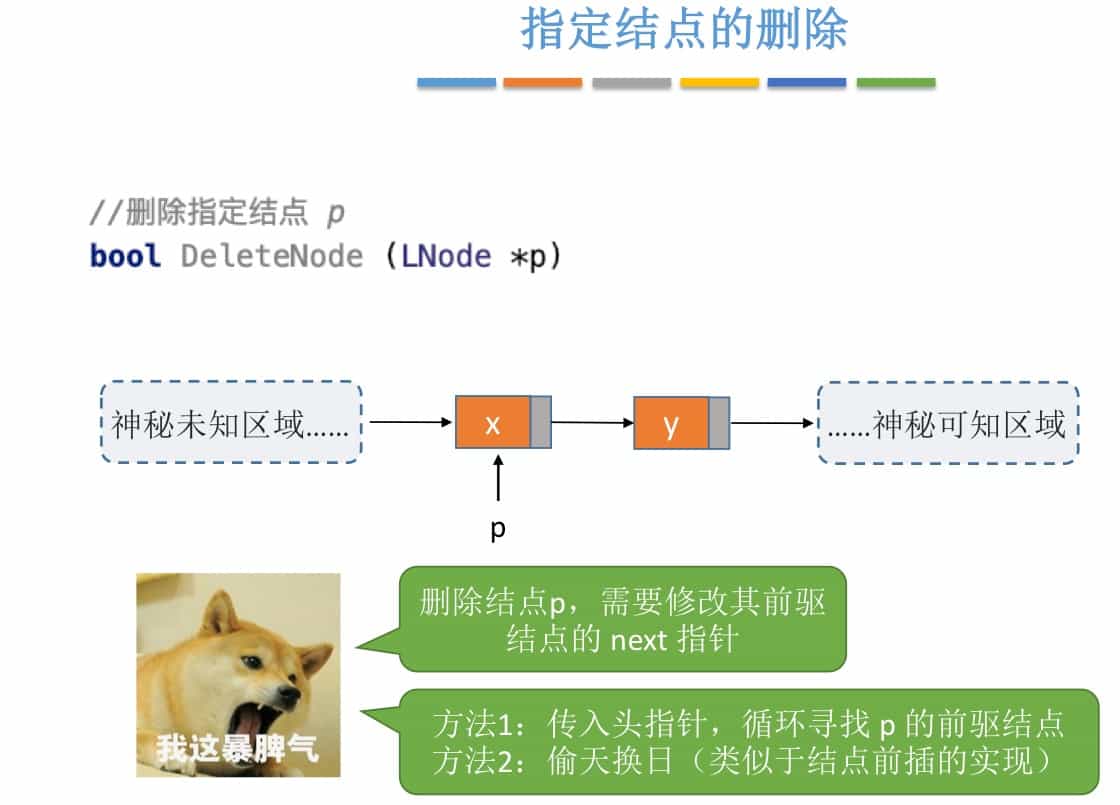 指定结点的删除
//删除指定结点 p
bool DeleteNode (LNode *p)
神秘未知区域……
x
y
……神秘可知区域
p
删除结点p，需要修改其前驱
结点的 next 指针
我这暴脾气
方法1：传入头指针，循环寻找 p 的前驱结点
方法2：偷天换日（类似于结点前插的实现）